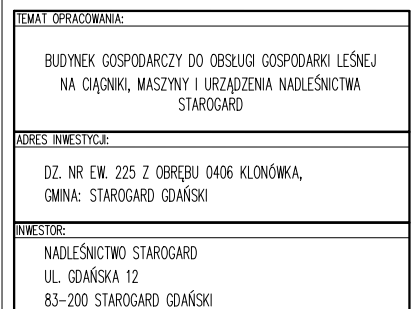 TEMAT OPRACOWANIA:
BUDYNEK GOSPODARCZY DO OBSŁUGI GOSPODARKI LEŚNEJ
NA CIĄGNIKI, MASZYNY I URZĄDZENIA NADLEŚNICTWA
STAROGARD
ADRES INWESTYCJI:
DZ. NR EW. 225 Z OBRĘBU 0406 KLONÓWKA,
GMINA: STAROGARD GDAŃSKI
INWESTOR:
NADLEŚNICTWO STAROGARD
UL. GDAŃSKA 12
83-200 STAROGARD GDAŃSKI